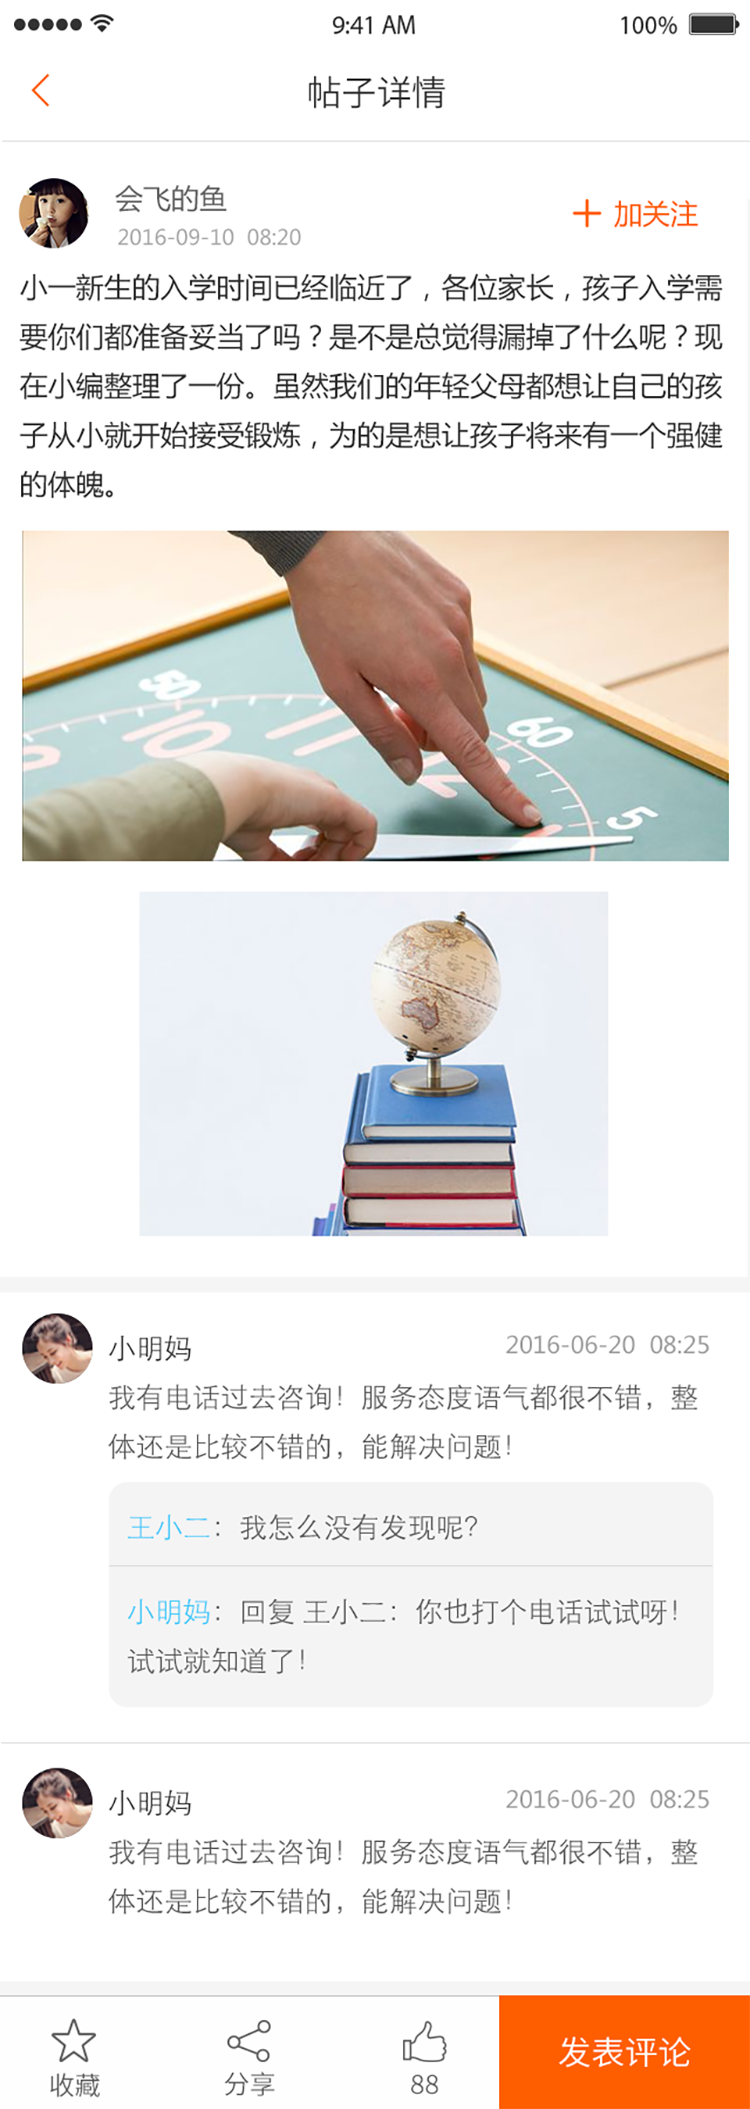 9:41 AM
100%
帖子详情
会飞的鱼
2016-09-10 08:20
加关注
小一新生的入学时间已经临近了，各位家长，孩子入学需
要你们都准备妥当了吗？是不是总觉得漏掉了什么呢？现
在小编整理了一份。虽然我们的年轻父母都想让自己的孩
子从小就开始接受锻炼，为的是想让孩子将来有一个强健
的体魄。
50
10
11
12
60
5
小明妈
2016-06-20 08:25
我有电话过去咨询！服务态度语气都很不错，整
体还是比较不错的，能解决问题！
王小二：我怎么没有发现呢？
小明妈：回复 王小二：你也打个电话试试呀！
试试就知道了！
小明妈
2016-06-20 08:25
我有电话过去咨询！服务态度语气都很不错，整
体还是比较不错的，能解决问题！
收藏
分享
88
发表评论